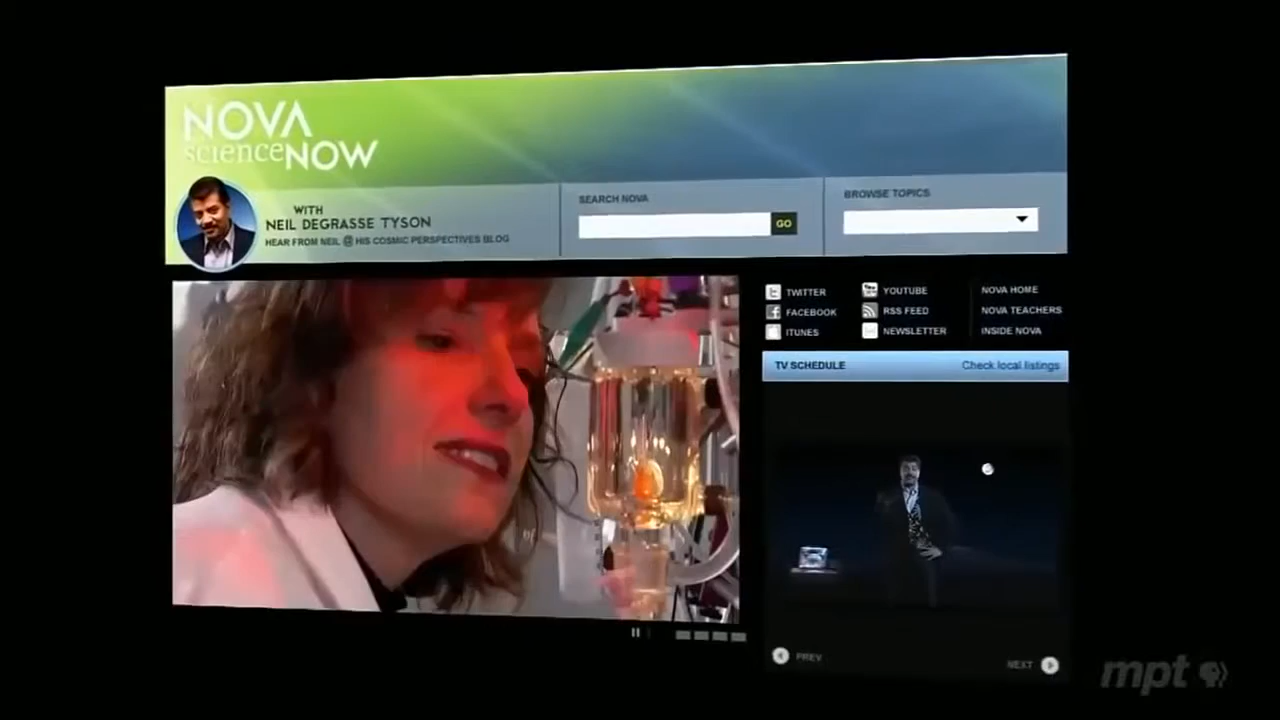 NOVA
scienceNOW
WITH
NEIL DEGRASSE TYSON
HEAR FROM NEIL @ HIS COSMIC PERSPECTIVES BLOG
SEARCH NOVA
GO
BROWSE TOPICS
TWITTER
YOUTUBE
NOVA HOME
FACEBOOK
RSS FEED
NOVA TEACHERS
ITUNES
NEWSLETTER
INSIDE NOVA
TV SCHEDULE
Check local listings
PREV
NEXT
mpt